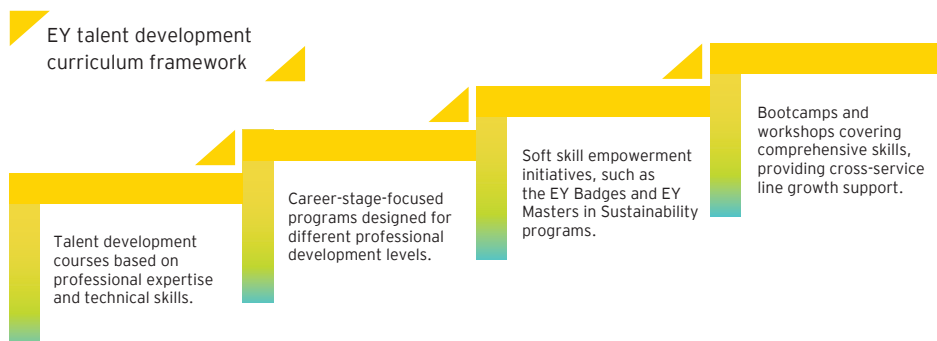 EY talent development
curriculum framework
Talent development
courses based on
professional expertise
and technical skills.
Career-stage-focused
programs designed for
different professional
development levels.
Soft skill empowerment
initiatives, such as
the EY Badges and EY
Masters in Sustainability
programs.
Bootcamps and
workshops covering
comprehensive skills,
providing cross-service
line growth support.